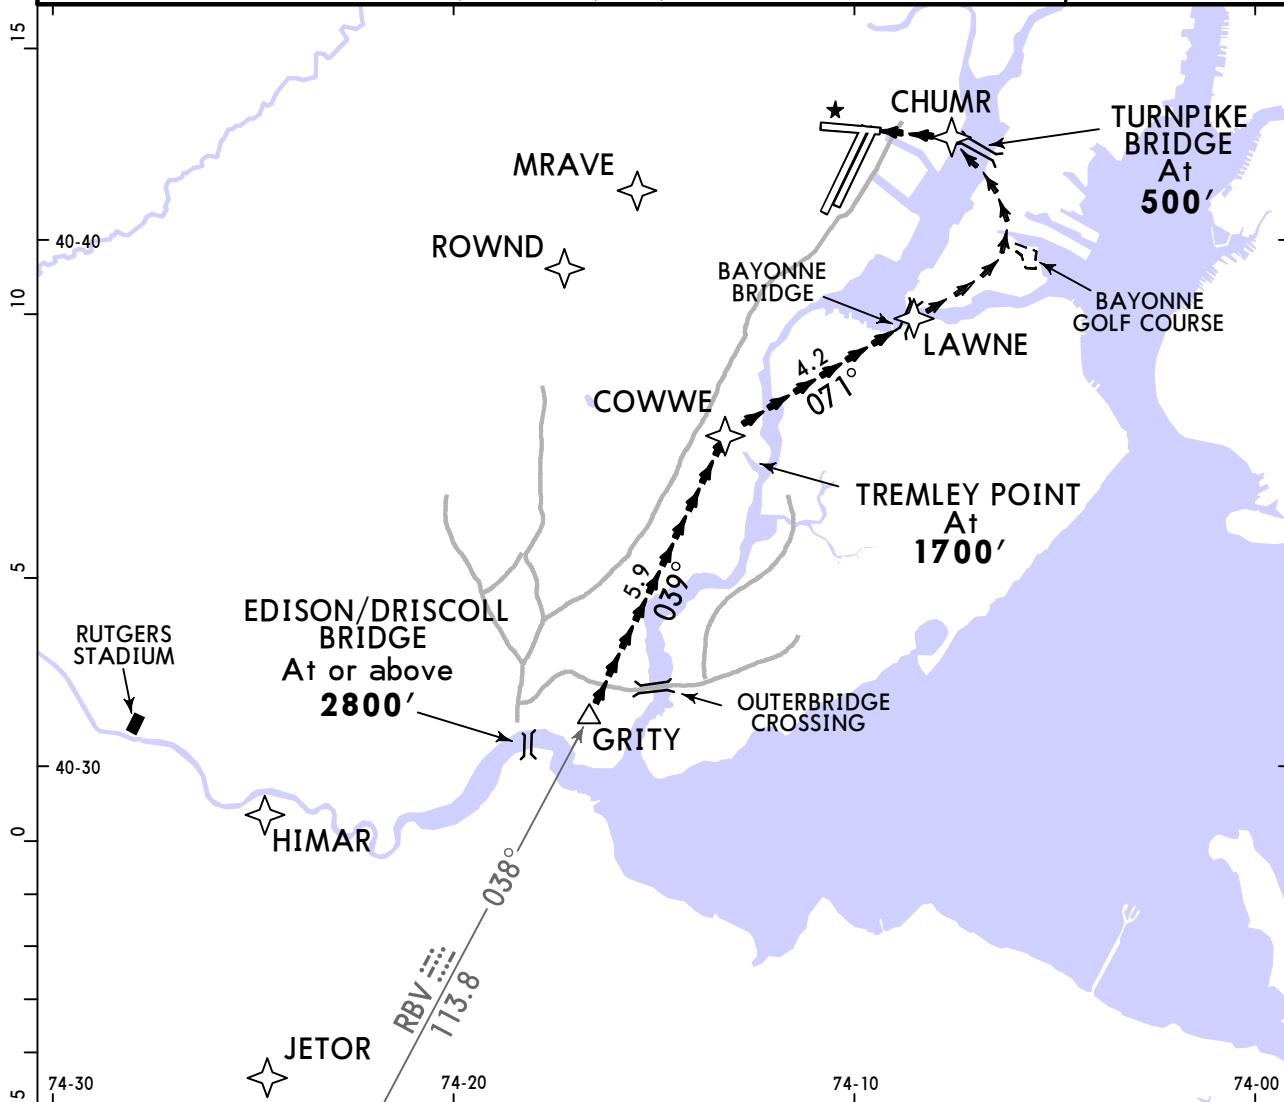 15
CHUMR
TURNPIKE
BRIDGE
At
500′
MRAVE
40-40
ROWND
BAYONNE
BRIDGE
10
BAYONNE
GOLF COURSE
LAWNE
4.2
071°
COWWE
TREMLEY POINT
At
1700′
5
5.9
039°
EDISON/DRISCOLL
BRIDGE
At or above
2800′
RUTGERS
STADIUM
OUTERBRIDGE
CROSSING
GRITY
40-30
0
HIMAR
038°
RBV
113.8
JETOR
5
74-30
74-20
74-10
74-00